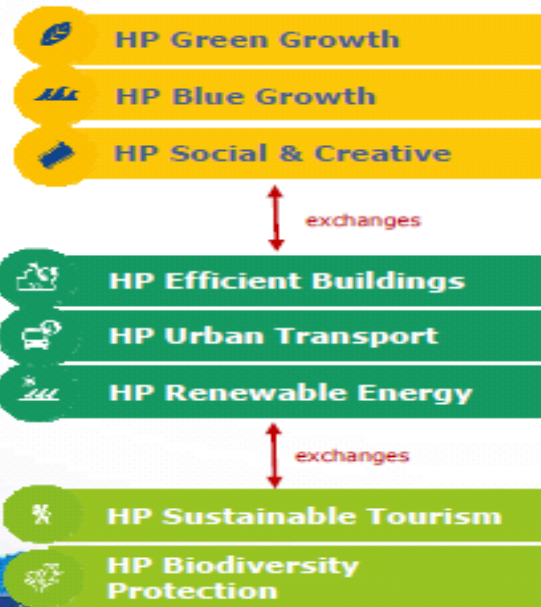 HP Green Growth
HP Blue Growth
HP Social & Creative
exchanges
HP Efficient Buildings
HP Urban Transport
HP Renewable Energy
exchanges
HP Sustainable Tourism
HP Biodiversity
Protection